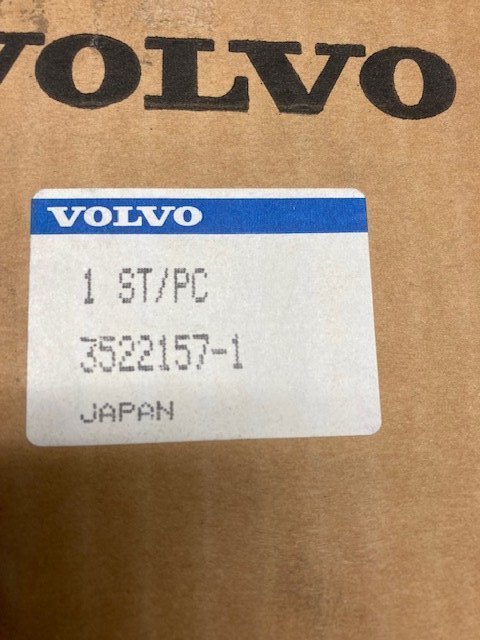 VOLVO
VOLVO
1 ST/PC
3522157-1
JAPAN